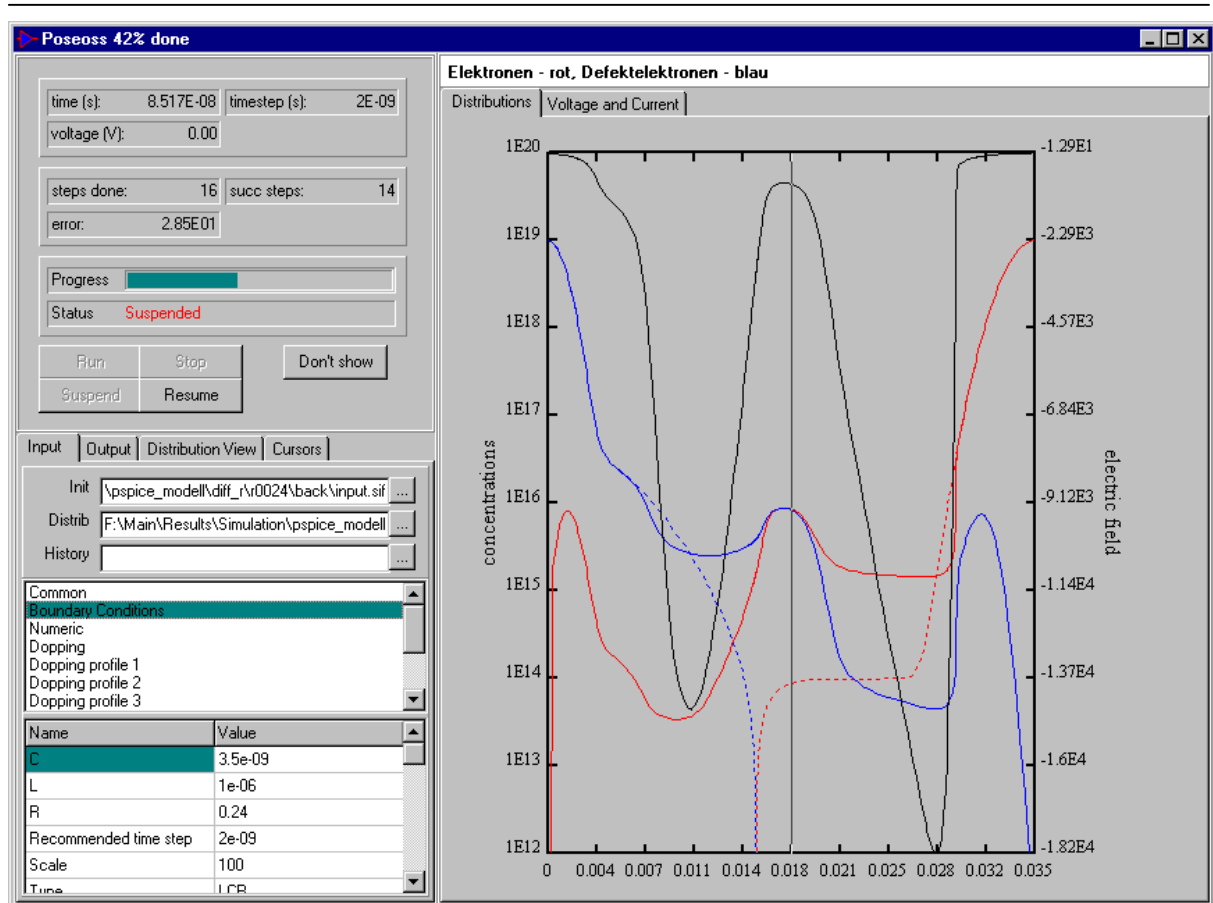 Poseoss 42% done
time (s): 8.517E-08 timestep (s): 2E-09
voltage (V): 0.00
steps done: 16 succ steps: 14
error: 2.85E01
Progress
Status Suspended
Run Stop Don't show
Suspend Resume
Input Output Distribution View Cursors
Init \pspice_modell\diff_r\r0024\back\input.sif ...
Distrib F:\Main\Results\Simulation\pspice_modell ...
History ...
Common
Boundary Conditions
Numeric
Dopping
Dopping profile 1
Dopping profile 2
Dopping profile 3
Name Value
C 3.5e-09
L 1e-06
R 0.24
Recommended time step 2e-09
Scale 100
Type LCR
Elektronen - rot, Defektelektronen - blau
Distributions Voltage and Current
1E20 -1.29E1
1E19 -2.29E3
1E18 -4.57E3
1E17 -6.84E3
1E16 -9.12E3
1E15 -1.14E4
1E14 -1.37E4
1E13 -1.6E4
1E12 -1.82E4
concentrations
electric field
0 0.004 0.007 0.011 0.014 0.018 0.021 0.025 0.028 0.032 0.035